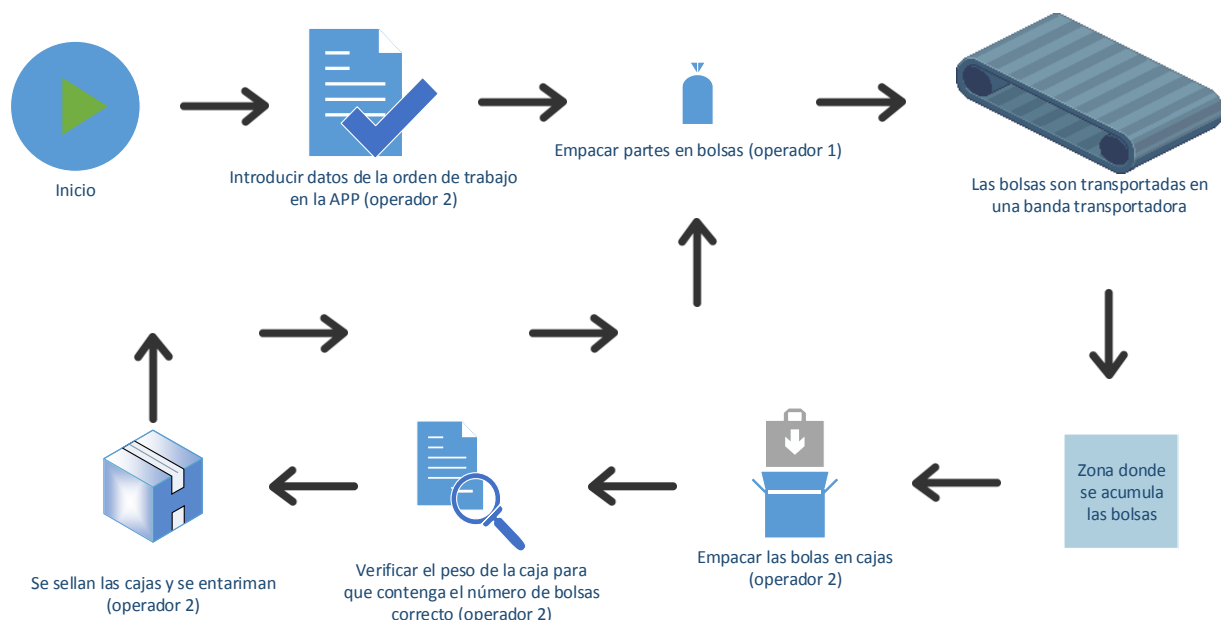 Inicio
Introducir datos de la orden de trabajo
en la APP (operador 2)
Empacar partes en bolsas (operador 1)
Las bolsas son transportadas en
una banda transportadora
Zona donde
se acumula
las bolsas
Empacar las bolas en cajas
(operador 2)
Verificar el peso de la caja para
que contenga el número de bolsas
correcto (operador 2)
Se sellan las cajas y se entariman
(operador 2)